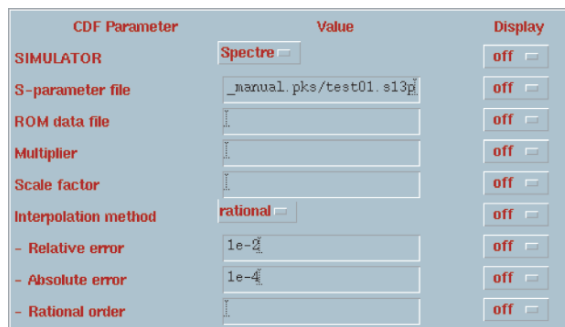 CDF Parameter Value Display
SIMULATOR Spectre off
S-parameter file _manual.pks/test01.s13p off
ROM data file off
Multiplier off
Scale factor off
Interpolation method rational off
- Relative error 1e-2 off
- Absolute error 1e-4 off
- Rational order off